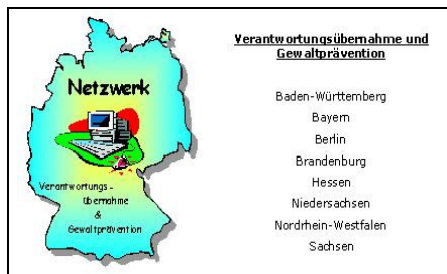 Netzwerk
Verantwortungs -
übernahme
&
Gewaltprävention
Verantwortungsübernahme und
Gewaltprävention
Baden-Württemberg
Bayern
Berlin
Brandenburg
Hessen
Niedersachsen
Nordrhein-Westfalen
Sachsen